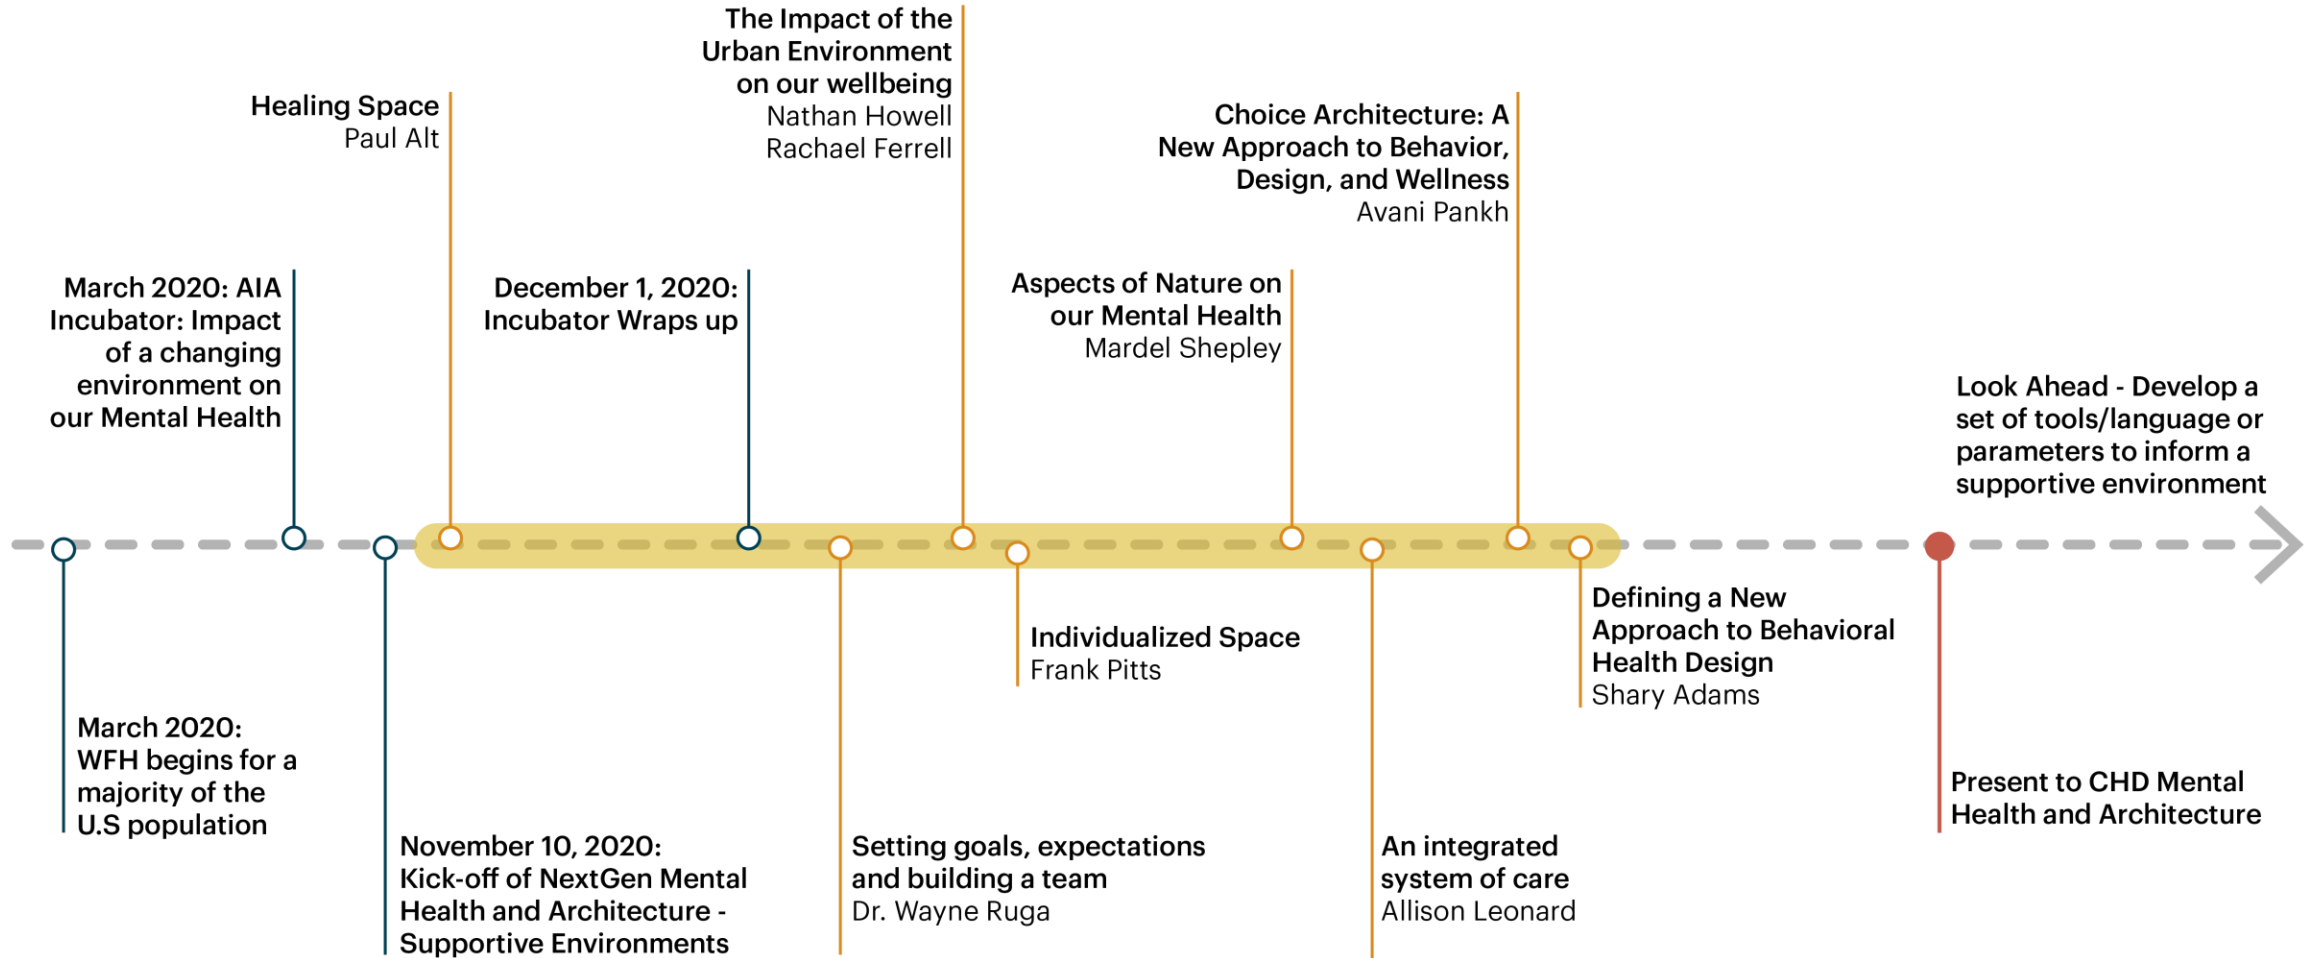 The Impact of the
Urban Environment
on our wellbeing
Nathan Howell
Rachael Ferrell
Healing Space
Paul Alt
Choice Architecture: A
New Approach to Behavior,
Design, and Wellness
Avani Pankh
March 2020: AIA
Incubator: Impact
of a changing
environment on
our Mental Health
December 1, 2020:
Incubator Wraps up
Aspects of Nature on
our Mental Health
Mardel Shepley
Look Ahead - Develop a
set of tools/language or
parameters to inform a
supportive environment
Defining a New
Approach to Behavioral
Health Design
Shary Adams
Individualized Space
Frank Pitts
March 2020:
WFH begins for a
majority of the
U.S population
Present to CHD Mental
Health and Architecture
November 10, 2020:
Kick-off of NextGen Mental
Health and Architecture -
Supportive Environments
Setting goals, expectations
and building a team
Dr. Wayne Ruga
An integrated
system of care
Allison Leonard